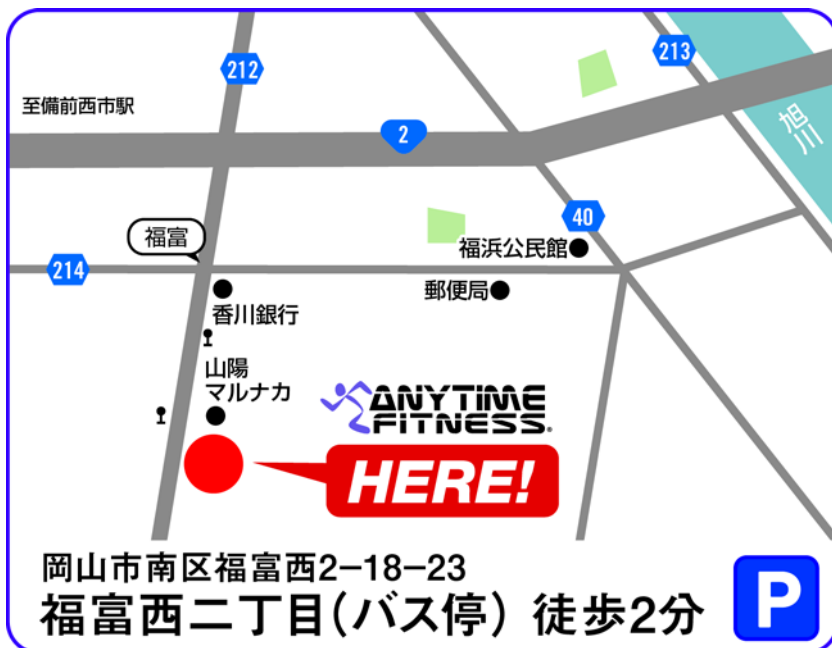 212
213
至備前西市駅
2
旭川
40
福富
福浜公民館
214
郵便局
香川銀行
山陽
マルナカ
ANYTIME
FITNESS®
HERE!
岡山市南区福富西2−18−23
福富西二丁目(バス停) 徒歩2分
P